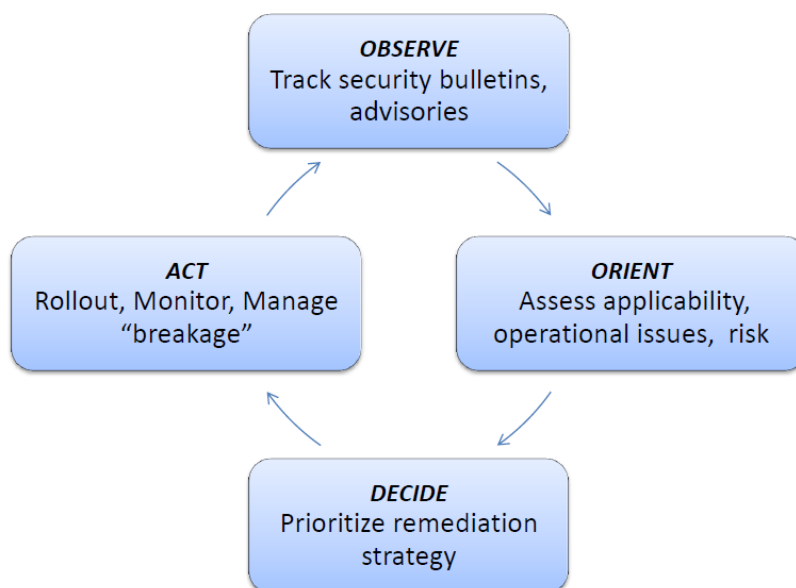 OBSERVE
Track security bulletins,
advisories
ACT
Rollout, Monitor, Manage
“breakage”
ORIENT
Assess applicability,
operational issues,  risk
DECIDE
Prioritize remediation
strategy